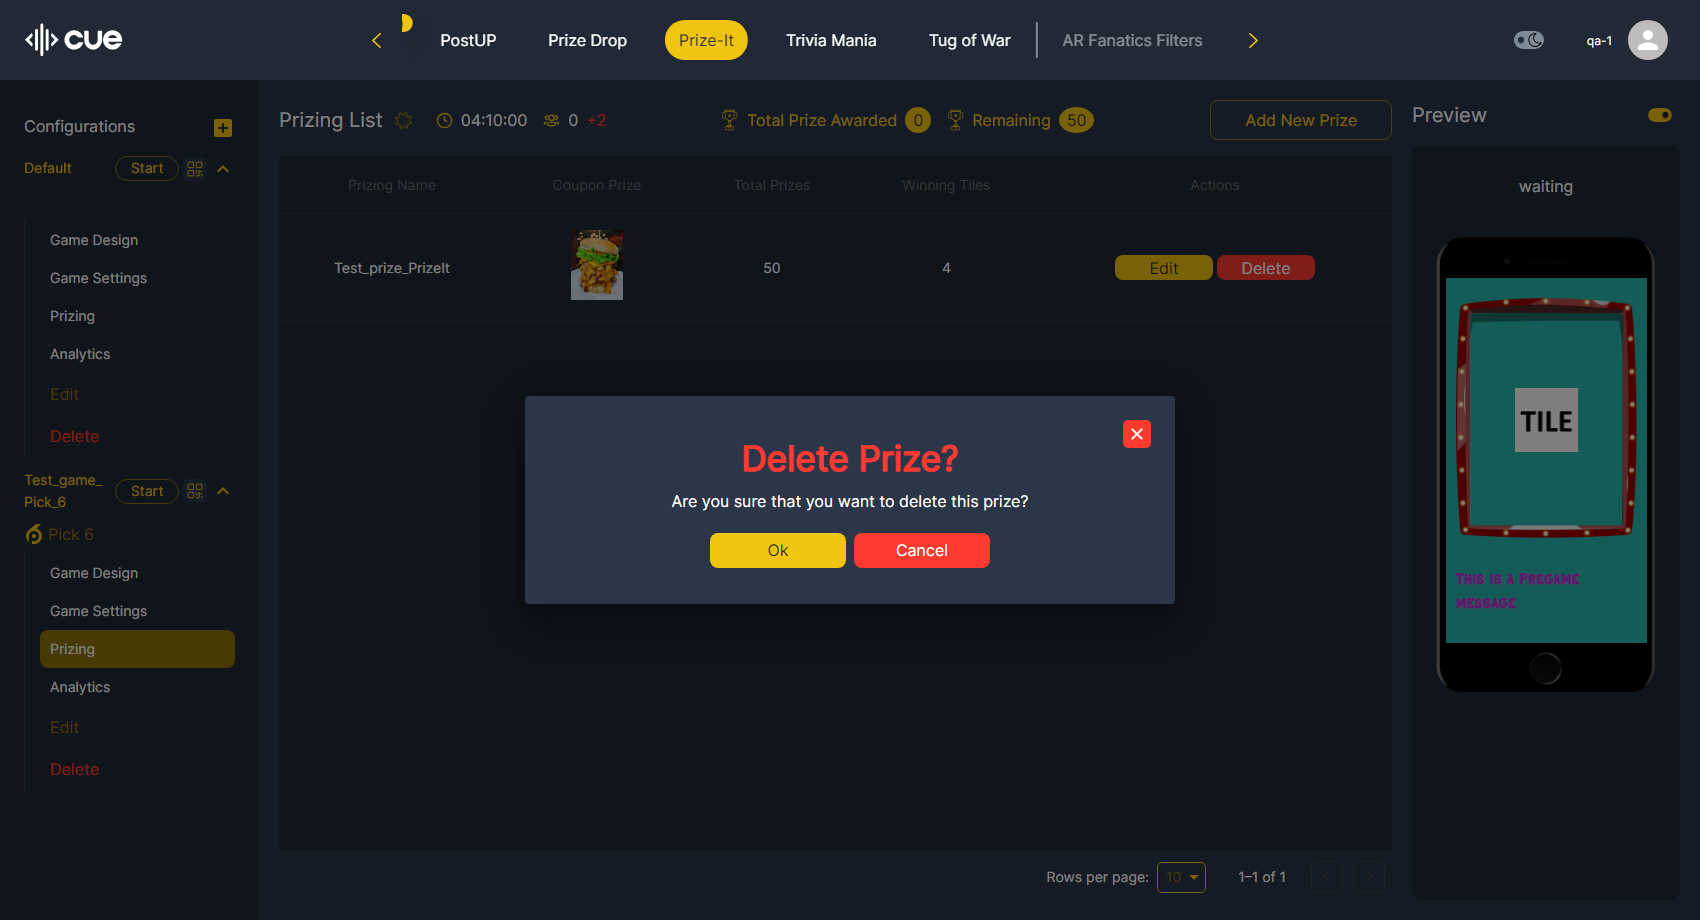 cue
PostUP
Prize Drop
Prize-It
Trivia Mania
Tug of War
AR Fanatics Filters
qa-1
Configurations
Default
Start
Game Design
Game Settings
Prizing
Analytics
Edit
Delete
Test_game_
Pick_6
Start
Pick 6
Game Design
Game Settings
Prizing
Analytics
Edit
Delete
Prizing List
04:10:00
0 +2
Total Prize Awarded 0
Remaining 50
Add New Prize
Prizing Name
Coupon Prize
Total Prizes
Winning Tiles
Actions
Test_prize_PrizeIt
50
4
Edit
Delete
Delete Prize?
Are you sure that you want to delete this prize?
Ok
Cancel
Rows per page: 10
1–1 of 1
Preview
waiting
TILE
This is a Pregame
message